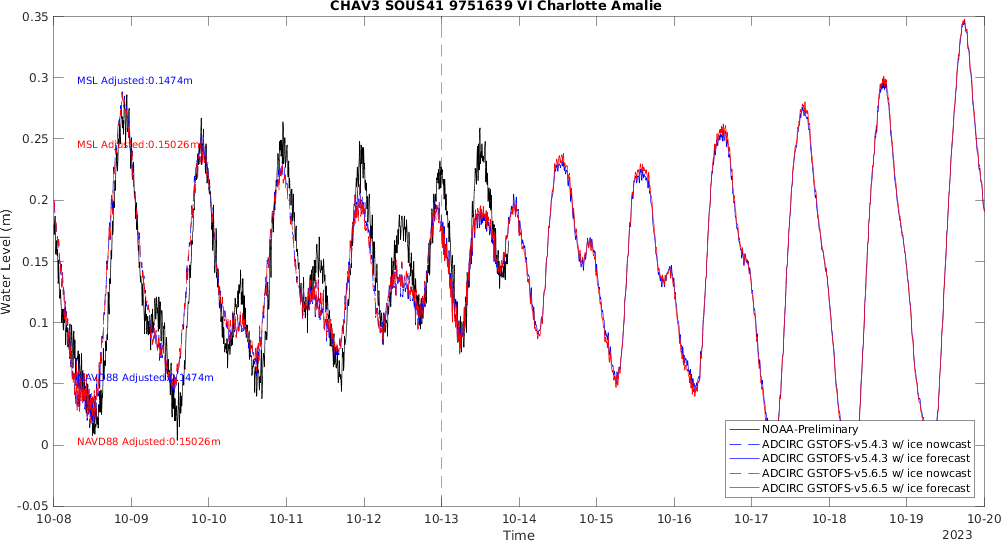 CHAV3 SOUS41 9751639 VI Charlotte Amalie
0.35
0.3
0.25
0.2
0.15
0.1
0.05
0
-0.05
Water Level (m)
MSL Adjusted:0.1474m
MSL Adjusted:0.15026m
NAVD88 Adjusted:0.1474m
NAVD88 Adjusted:0.15026m
NOAA-Preliminary
ADCIRC GSTOFS-v5.4.3 w/ ice nowcast
ADCIRC GSTOFS-v5.4.3 w/ ice forecast
ADCIRC GSTOFS-v5.6.5 w/ ice nowcast
ADCIRC GSTOFS-v5.6.5 w/ ice forecast
10-08 10-09 10-10 10-11 10-12 10-13 10-14 10-15 10-16 10-17 10-18 10-19 10-20
Time
2023